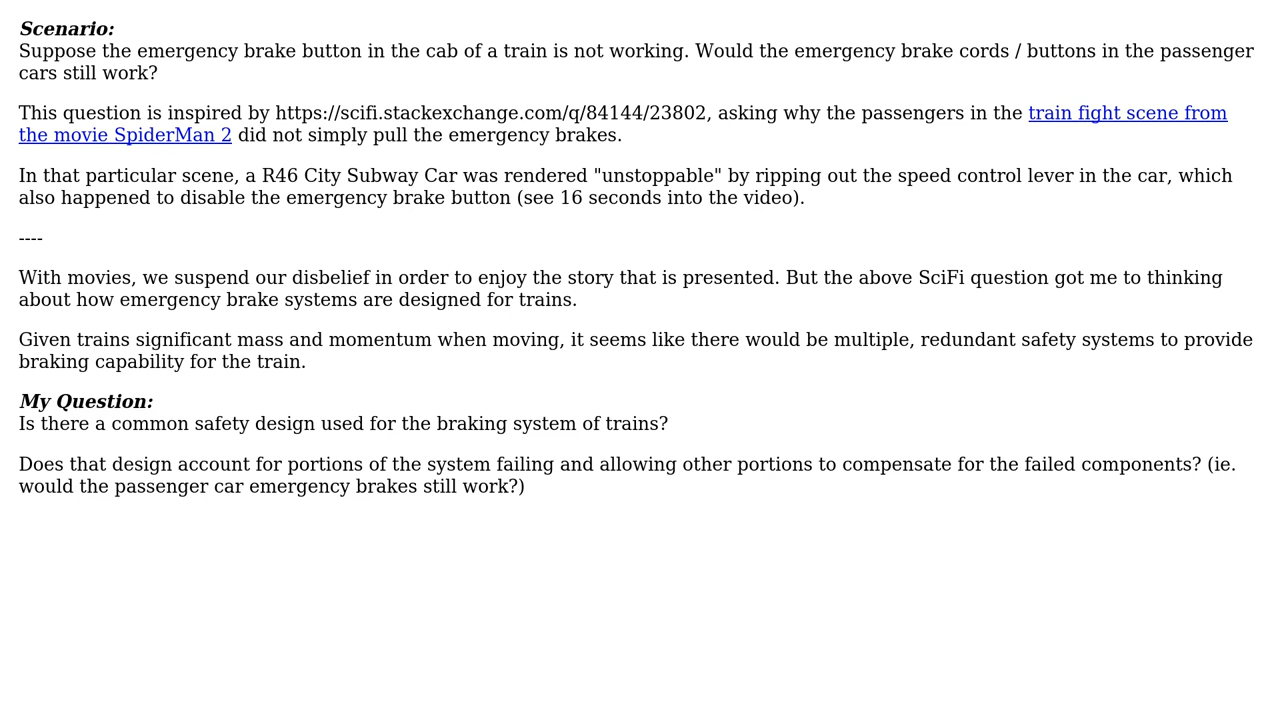 Scenario:
Suppose the emergency brake button in the cab of a train is not working. Would the emergency brake cords / buttons in the passenger
cars still work?
This question is inspired by https://scifi.stackexchange.com/q/84144/23802, asking why the passengers in the train fight scene from
the movie SpiderMan 2 did not simply pull the emergency brakes.
In that particular scene, a R46 City Subway Car was rendered "unstoppable" by ripping out the speed control lever in the car, which
also happened to disable the emergency brake button (see 16 seconds into the video).
----
With movies, we suspend our disbelief in order to enjoy the story that is presented. But the above SciFi question got me to thinking
about how emergency brake systems are designed for trains.
Given trains significant mass and momentum when moving, it seems like there would be multiple, redundant safety systems to provide
braking capability for the train.
My Question:
Is there a common safety design used for the braking system of trains?
Does that design account for portions of the system failing and allowing other portions to compensate for the failed components? (ie.
would the passenger car emergency brakes still work?)